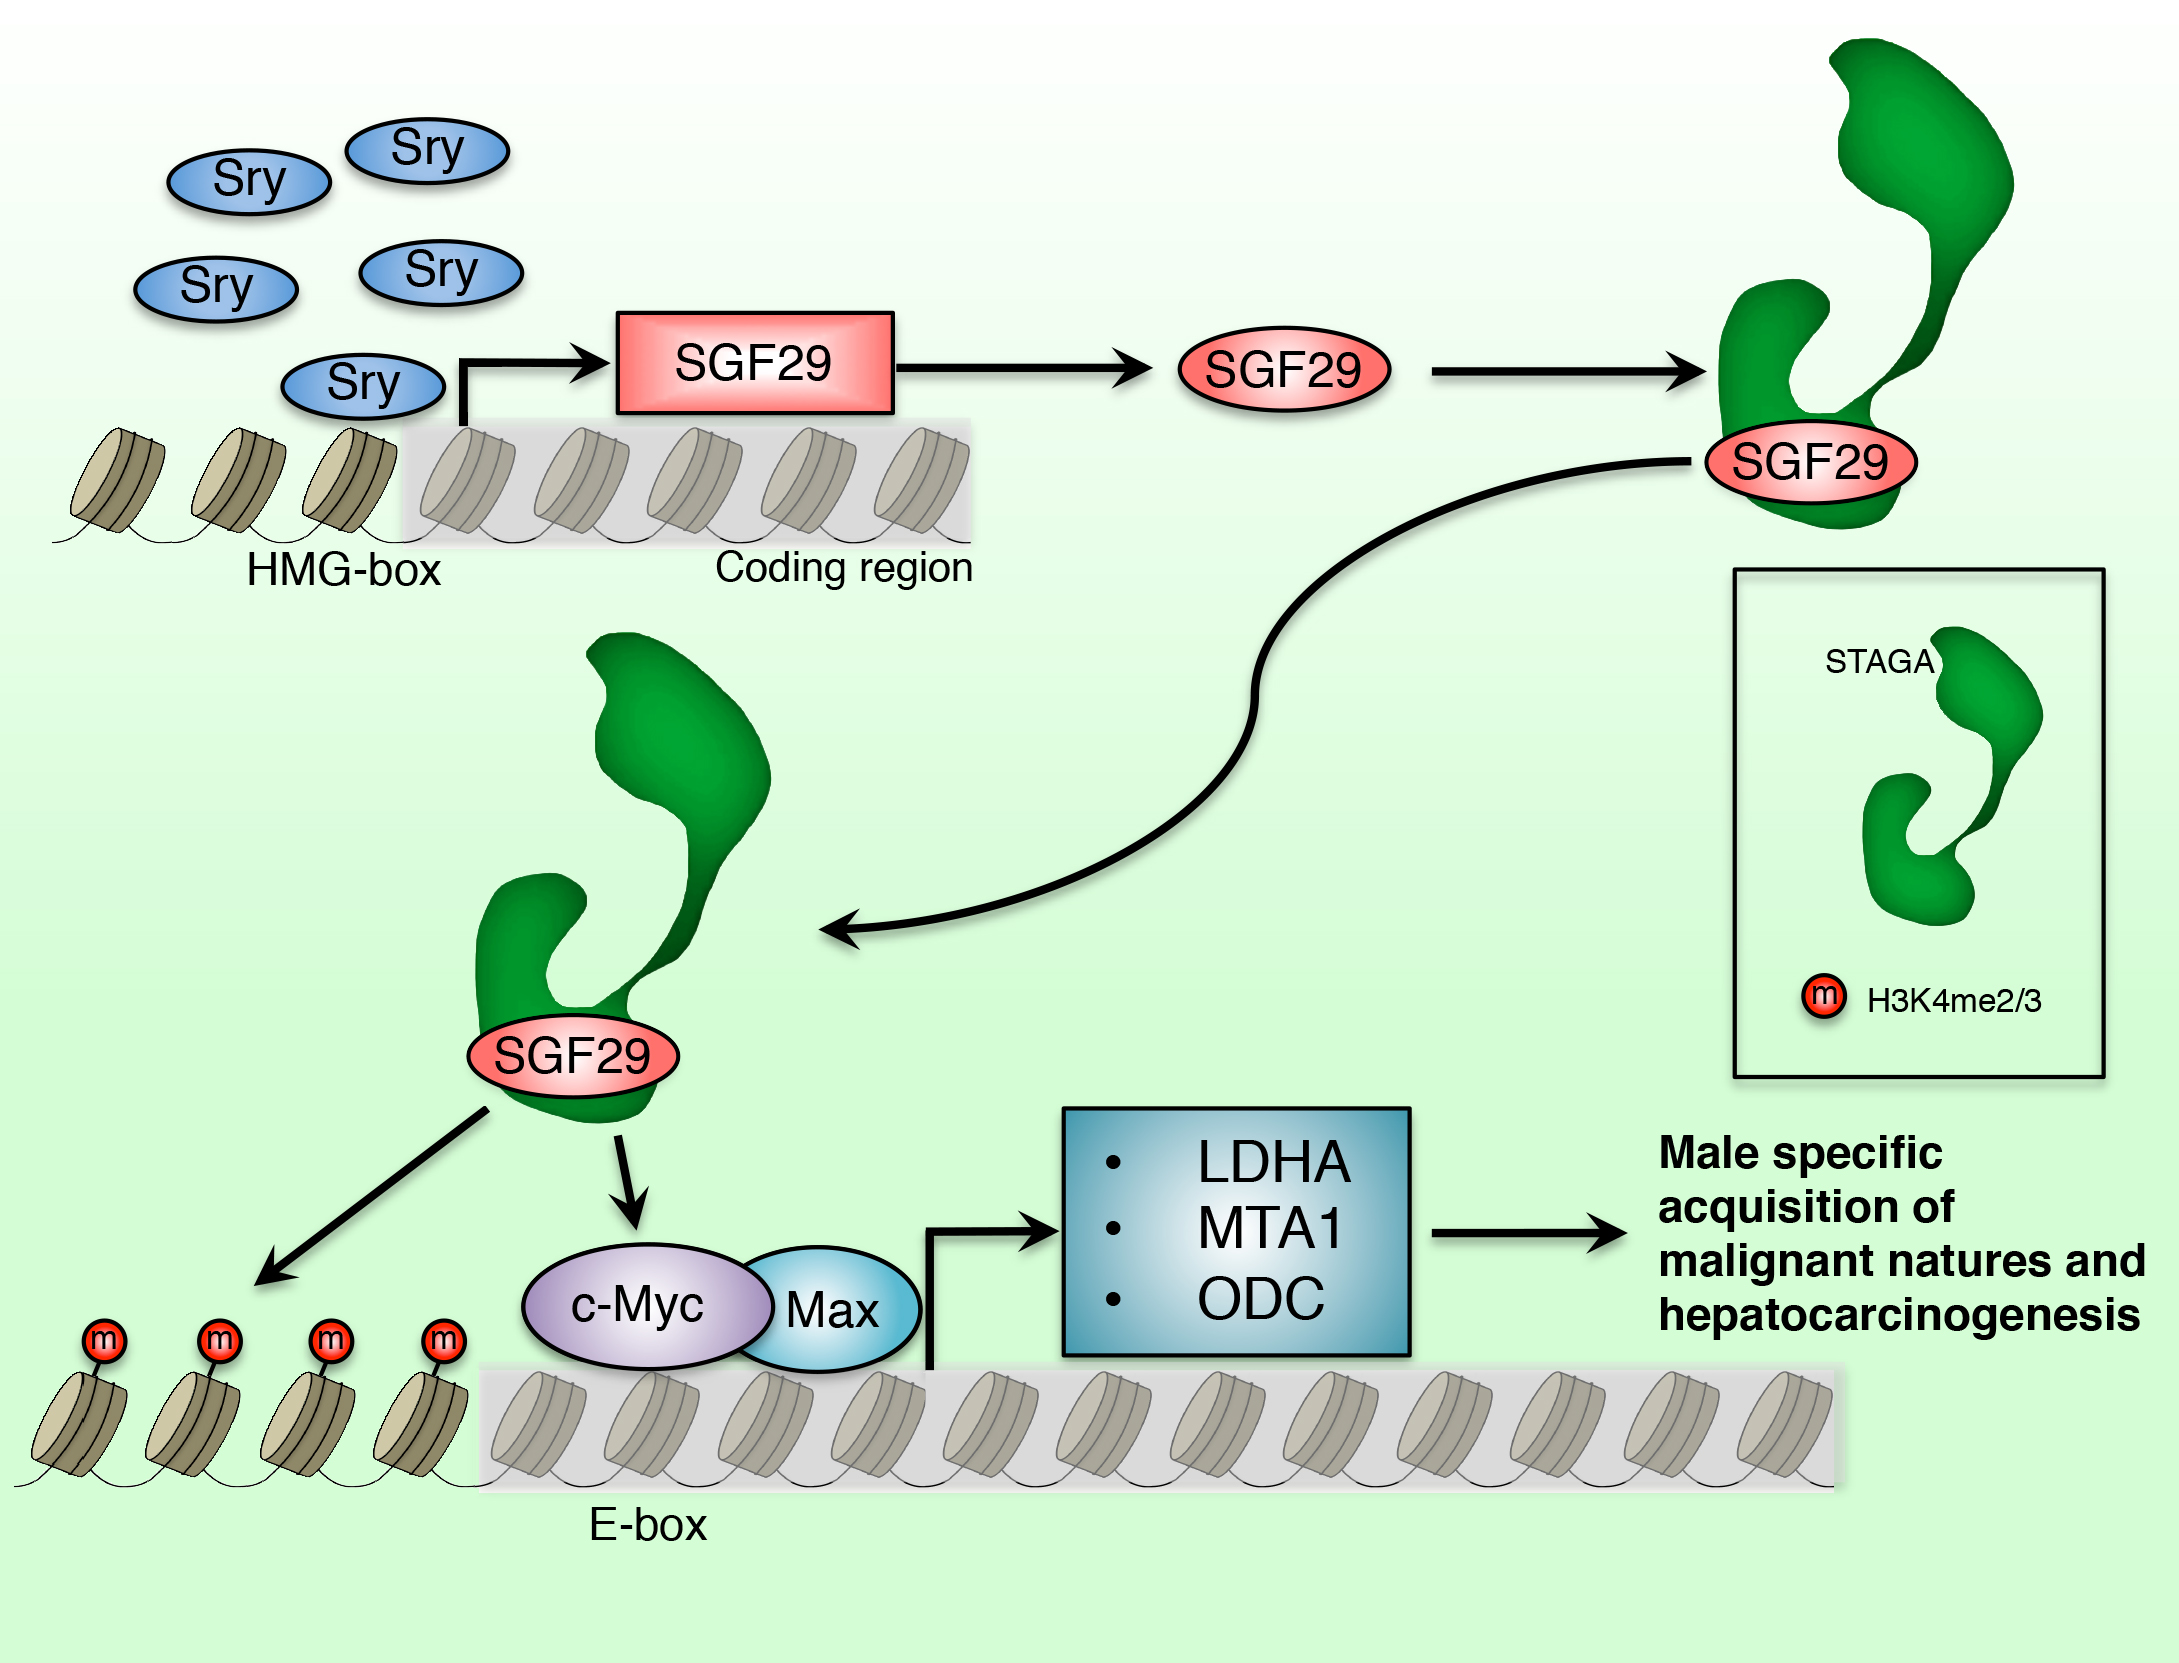 Sry
Sry
Sry
Sry
Sry
SGF29
SGF29
SGF29
HMG-box
Coding region
STAGA
m H3K4me2/3
SGF29
• LDHA
• MTA1
• ODC
Male specific
acquisition of
malignant natures and
hepatocarcinogenesis
c-Myc
Max
m
m
m
m
E-box